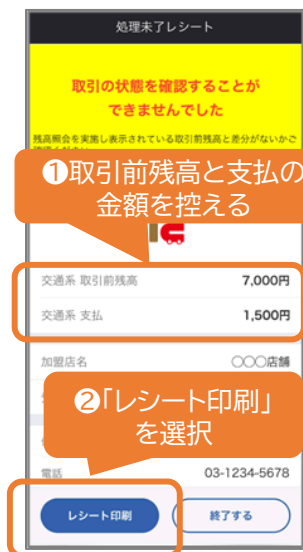 処理未了レシート
取引の状態を確認することが
できませんでした
残高照会を実施し表示されている取引前残高と差分がないかご
❶取引前残高と支払の
金額を控える
交通系 取引前残高
7,000円
交通系 支払
1,500円
加盟店名
〇〇〇店舗
❷「レシート印刷」
を選択
電話
03-1234-5678
レシート印刷
終了する